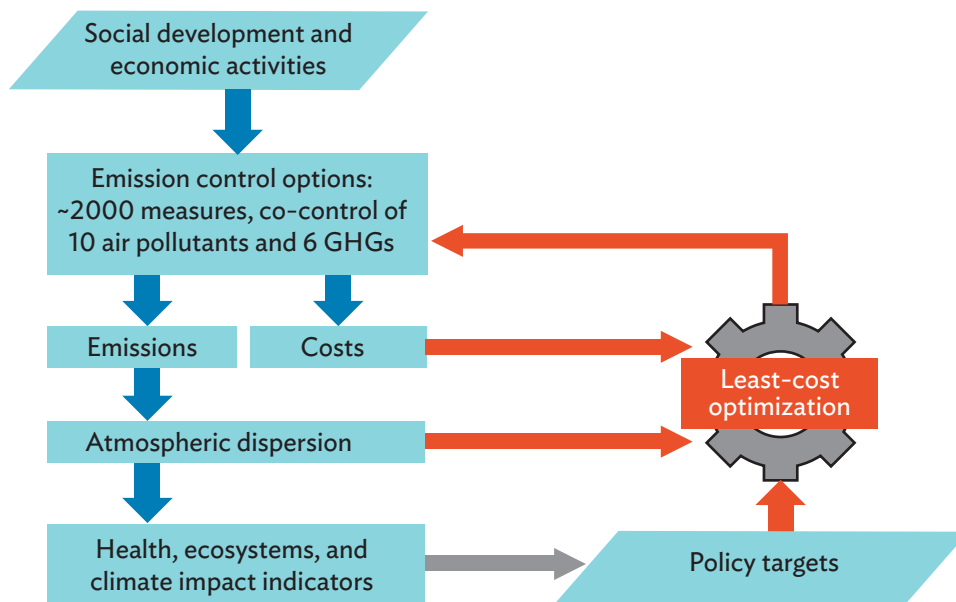 Social development and
economic activities
Emission control options:
~2000 measures, co-control of
10 air pollutants and 6 GHGs
Emissions
Costs
Least-cost
optimization
Atmospheric dispersion
Health, ecosystems, and
climate impact indicators
Policy targets